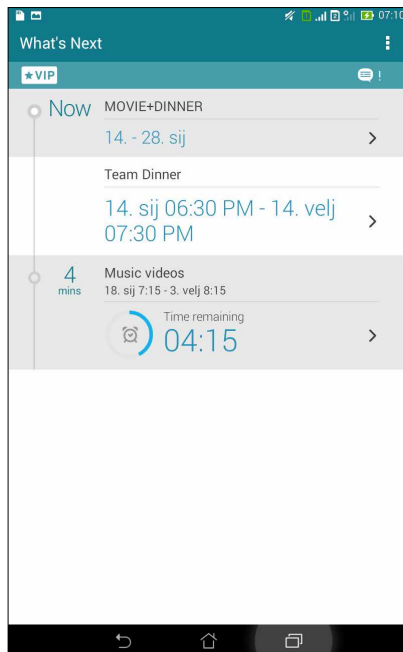 07:10
What's Next
★VIP
!
Now
MOVIE+DINNER
14. - 28. sij
Team Dinner
14. sij 06:30 PM - 14. velj
07:30 PM
4
mins
Music videos
18. sij 7:15 - 3. velj 8:15
Time remaining
04:15